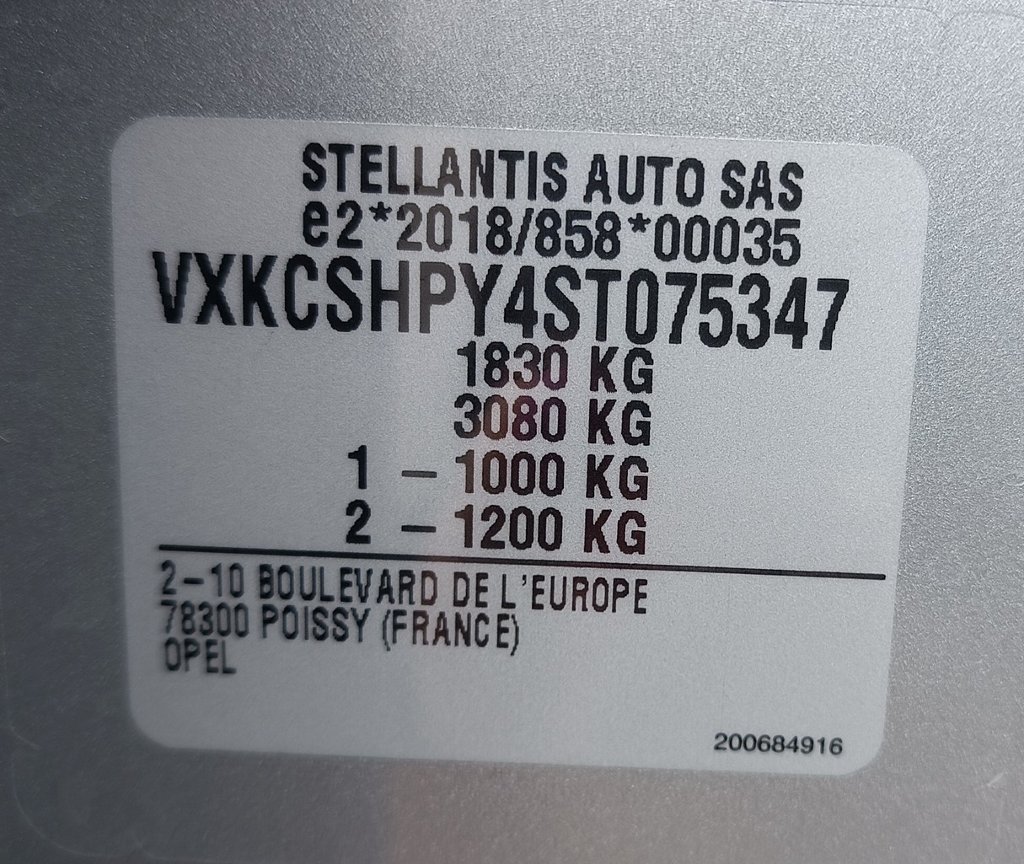 STELLANTIS AUTO SAS
e2*2018/858*00035
VXKCSHPY4ST075347
1830 KG
3080 KG
1 – 1000 KG
2 – 1200 KG
2–10 BOULEVARD DE L'EUROPE
78300 POISSY (FRANCE)
OPEL
200684916